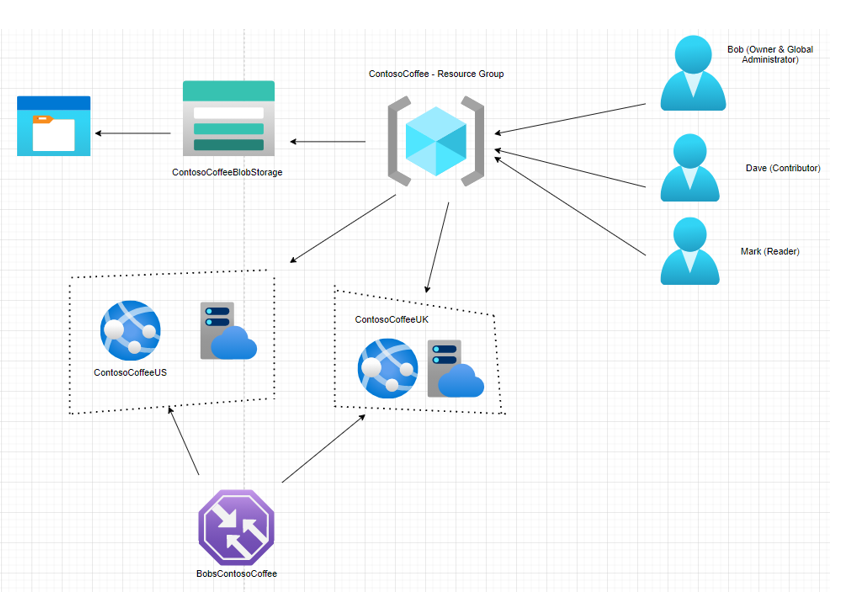 ContosoCoffee - Resource Group
Bob (Owner & Global
Administrator)
Dave (Contributor)
ContosoCoffeeBlobStorage
Mark (Reader)
ContosoCoffeeUK
ContosoCoffeeUS
BobsContosoCoffee